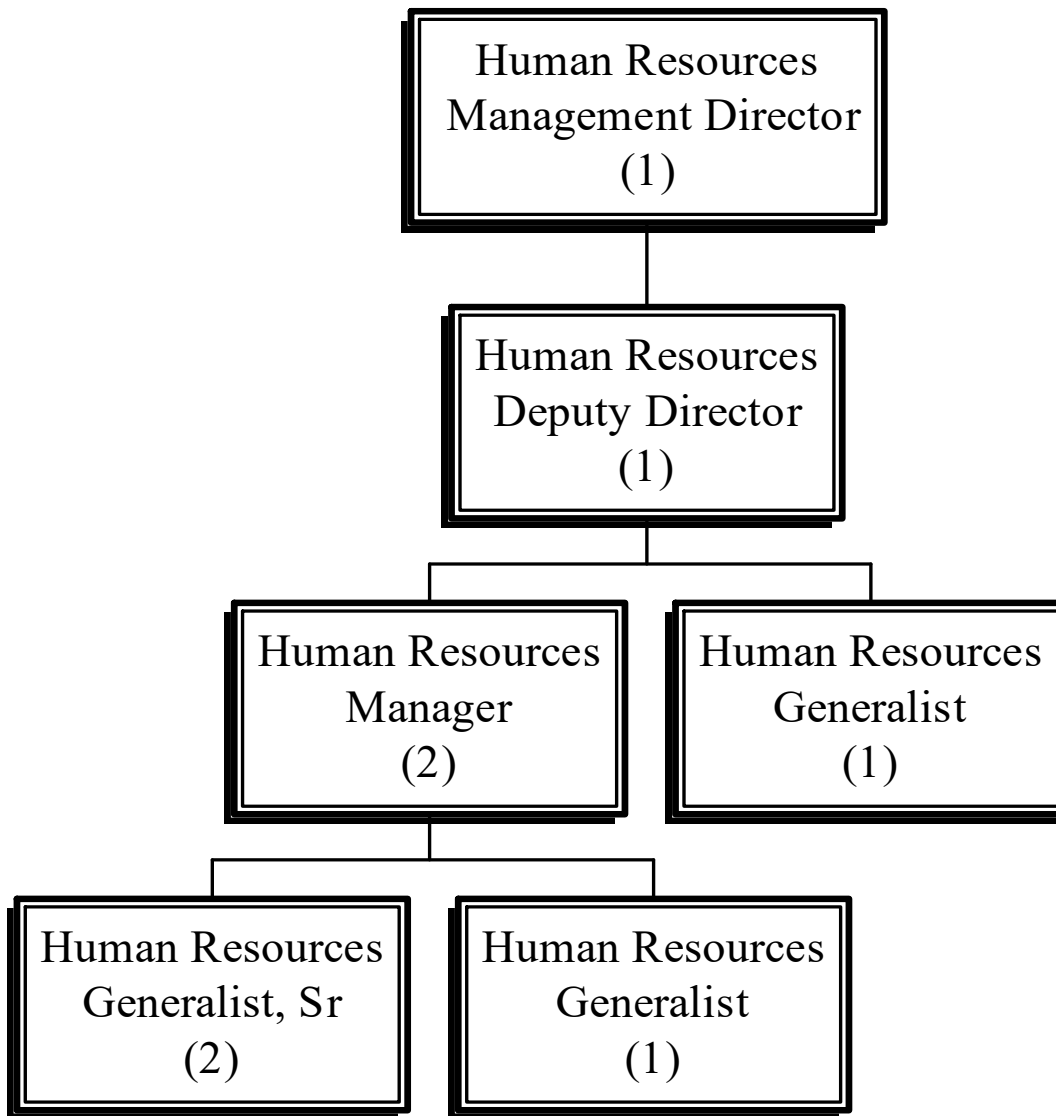 Human Resources
Management Director
(1)
Human Resources
Deputy Director
(1)
Human Resources
Manager
(2)
Human Resources
Generalist
(1)
Human Resources
Generalist, Sr
(2)
Human Resources
Generalist
(1)